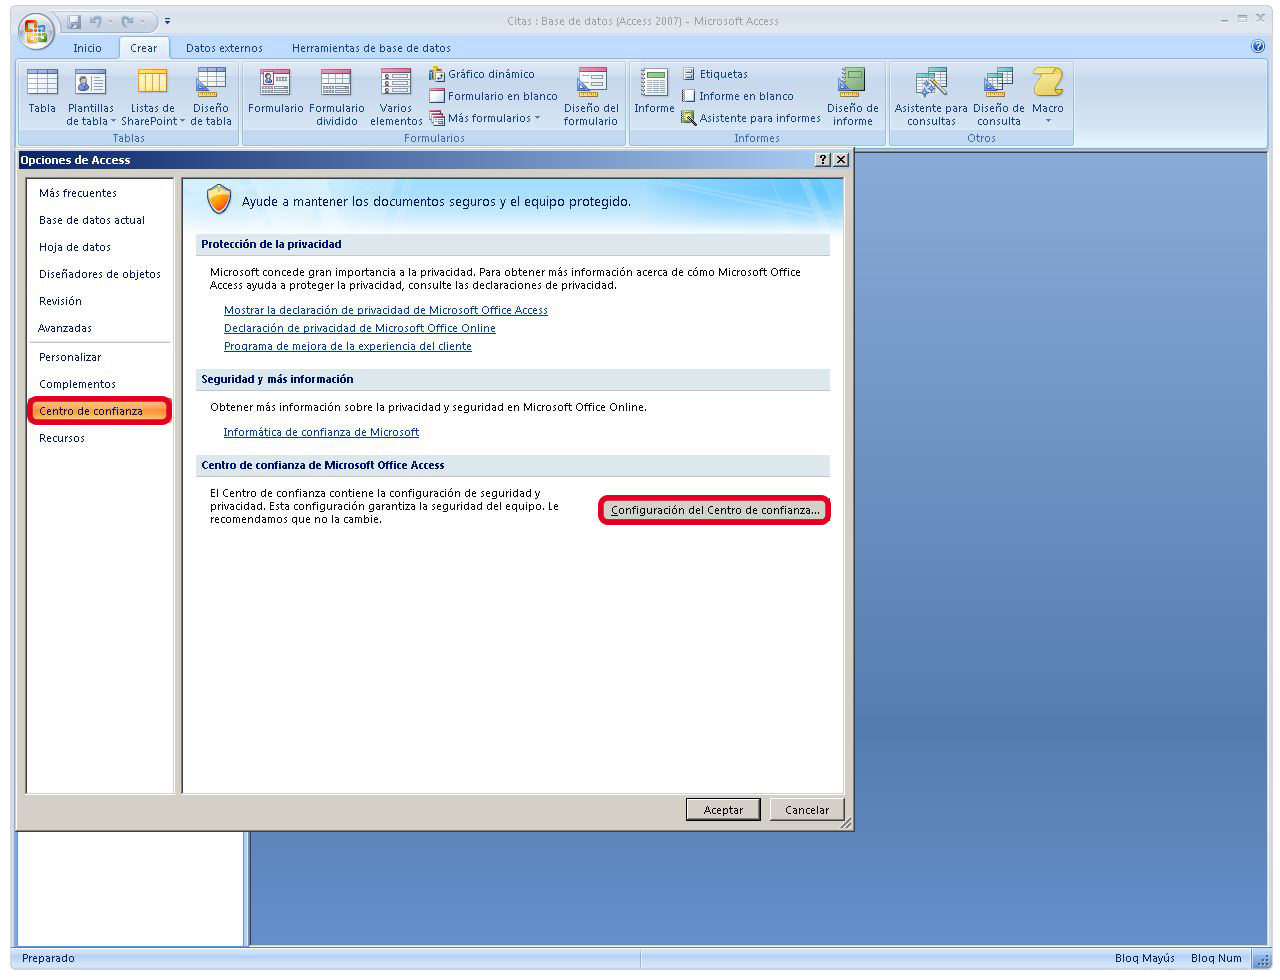 Citas : Base de datos (Access 2007) - Microsoft Access
Inicio
Crear
Datos externos
Herramientas de base de datos
Tabla
Plantillas de tabla
Listas de SharePoint
Diseño de tabla
Tablas
Formulario
Formulario dividido
Varios elementos
Gráfico dinámico
Formulario en blanco
Más formularios
Diseño del formulario
Formularios
Informe
Etiquetas
Informe en blanco
Asistente para informes
Diseño de informe
Informes
Asistente para consultas
Diseño de consulta
Macro
Otros
Opciones de Access
Más frecuentes
Base de datos actual
Hoja de datos
Diseñadores de objetos
Revisión
Avanzadas
Personalizar
Complementos
Centro de confianza
Recursos
Ayude a mantener los documentos seguros y el equipo protegido.
Protección de la privacidad
Microsoft concede gran importancia a la privacidad. Para obtener más información acerca de cómo Microsoft Office
Access ayuda a proteger la privacidad, consulte las declaraciones de privacidad.
Mostrar la declaración de privacidad de Microsoft Office Access
Declaración de privacidad de Microsoft Office Online
Programa de mejora de la experiencia del cliente
Seguridad y más información
Obtener más información sobre la privacidad y seguridad en Microsoft Office Online.
Informática de confianza de Microsoft
Centro de confianza de Microsoft Office Access
El Centro de confianza contiene la configuración de seguridad y
privacidad. Esta configuración garantiza la seguridad del equipo. Le
recomendamos que no la cambie.
Configuración del Centro de confianza...
Aceptar
Cancelar
Preparado
Bloq Mayús
Bloq Num